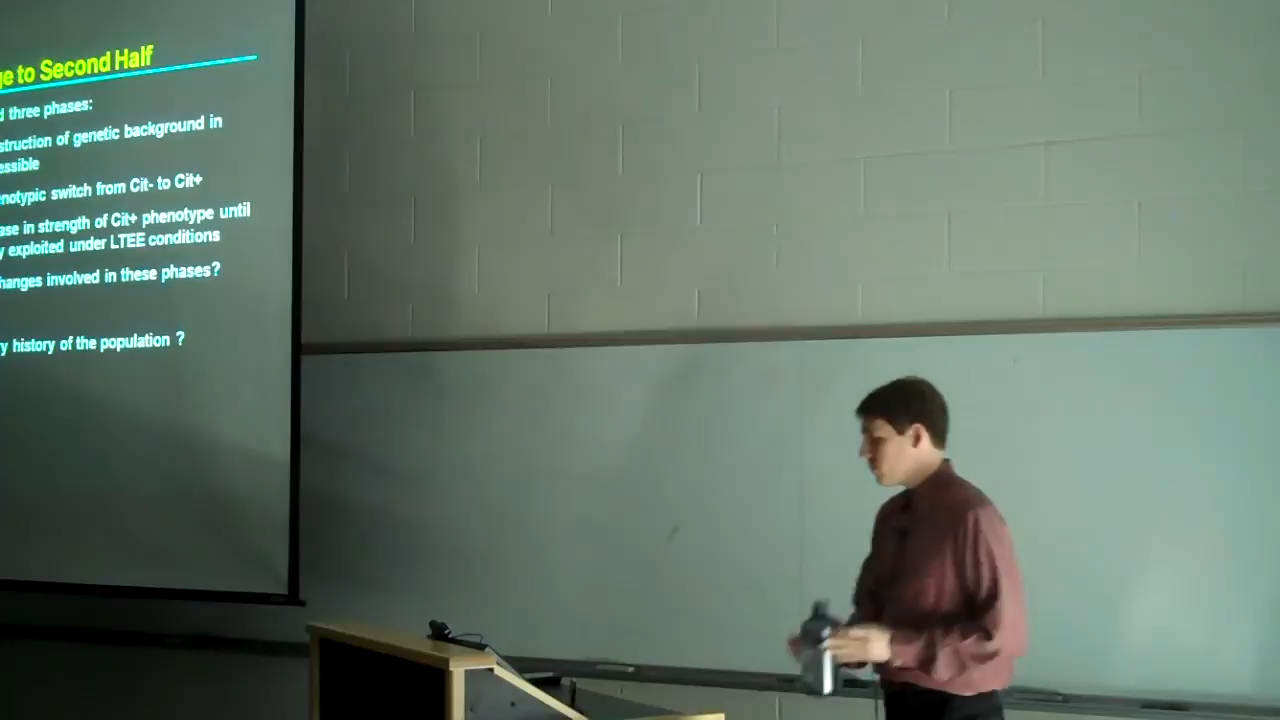 ge to Second Half
d three phases:
struction of genetic background in
essible
enotypic switch from Cit- to Cit+
ase in strength of Cit+ phenotype until
y exploited under LTEE conditions
hanges involved in these phases?
y history of the population ?